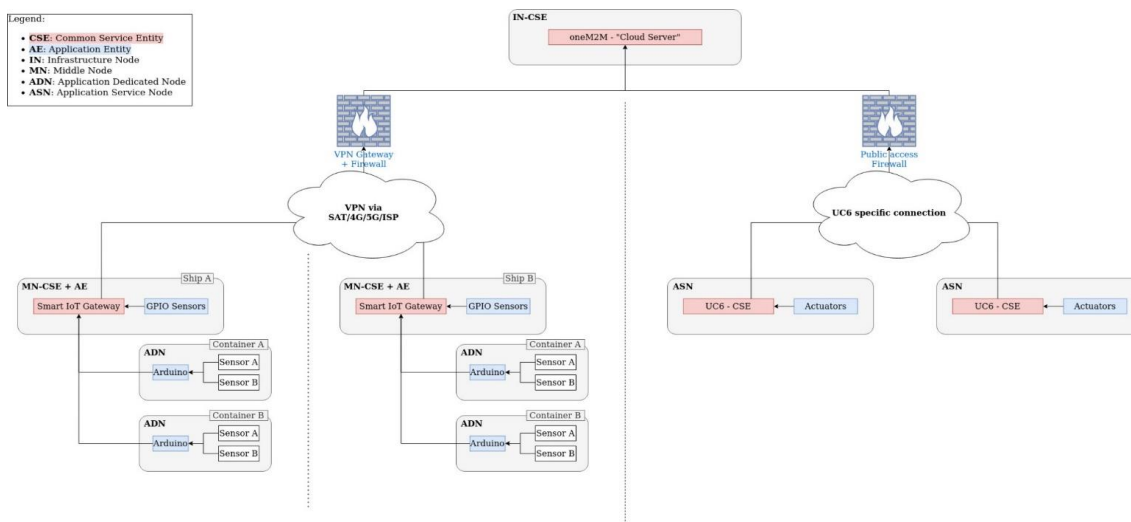 Legend:
CSE: Common Service Entity
AE: Application Entity
IN: Infrastructure Node
MN: Middle Node
ADN: Application Dedicated Node
ASN: Application Service Node
IN-CSE
oneM2M - "Cloud Server"
VPN Gateway
+ Firewall
Public access
Firewall
VPN via
SAT/4G/5G/ISP
UC6 specific connection
Ship A
MN-CSE + AE
Smart IoT Gateway
GPIO Sensors
Container A
ADN
Arduino
Sensor A
Sensor B
Container B
ADN
Arduino
Sensor A
Sensor B
Ship B
MN-CSE + AE
Smart IoT Gateway
GPIO Sensors
Container A
ADN
Arduino
Sensor A
Sensor B
Container B
ADN
Arduino
Sensor A
Sensor B
ASN
UC6 - CSE
Actuators
ASN
UC6 - CSE
Actuators